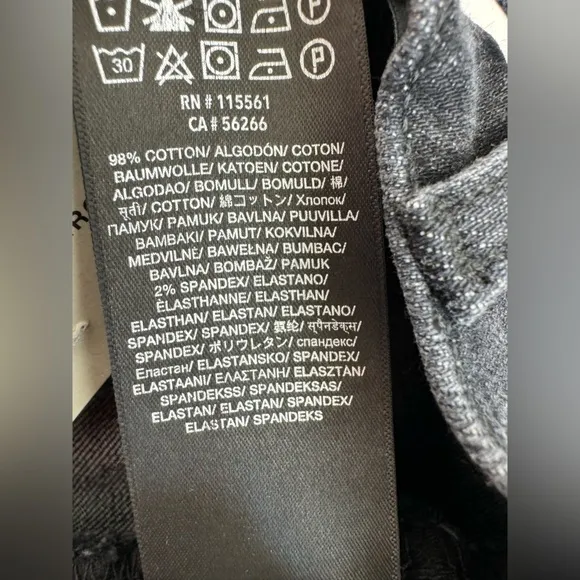 30 P
RN # 115561
CA # 56266
98% COTTON/ ALGODÓN/ COTON/
BAUMWOLLE/ KATOEN/ COTONE/
ALGODAO/ BOMULL/ BOMULD/ 棉/
सूती/ COTTON/ 綿コットン/ Хлопок/
ПАМУК/ PAMUK/ BAVLNA/ PUUVILLA/
BAMBAKI/ PAMUT/ KOKVILNA/
MEDVILNĖ/ BAWEŁNA/ BUMBAC/
BAVLNA/ BOMBAŽ/ PAMUK
2% SPANDEX/ ELASTANO/
ÈLASTHANNE/ ELASTHAN/
ELASTHAN/ ELASTAN/ ELASTANO/
SPANDEX/ SPANDEX/ 氨纶/ स्पैनडेक्स/
SPANDEX/ ポリウレタン/ спандекс/
Еластан/ ELASTANSKO/ SPANDEX/
ELASTAANI/ ΕΛΑΣΤΑΝΗ/ ELASZTAN/
SPANDEKSS/ SPANDEKSAS/
ELASTAN/ ELASTAN/ SPANDEX/
ELASTAN/ SPANDEKS